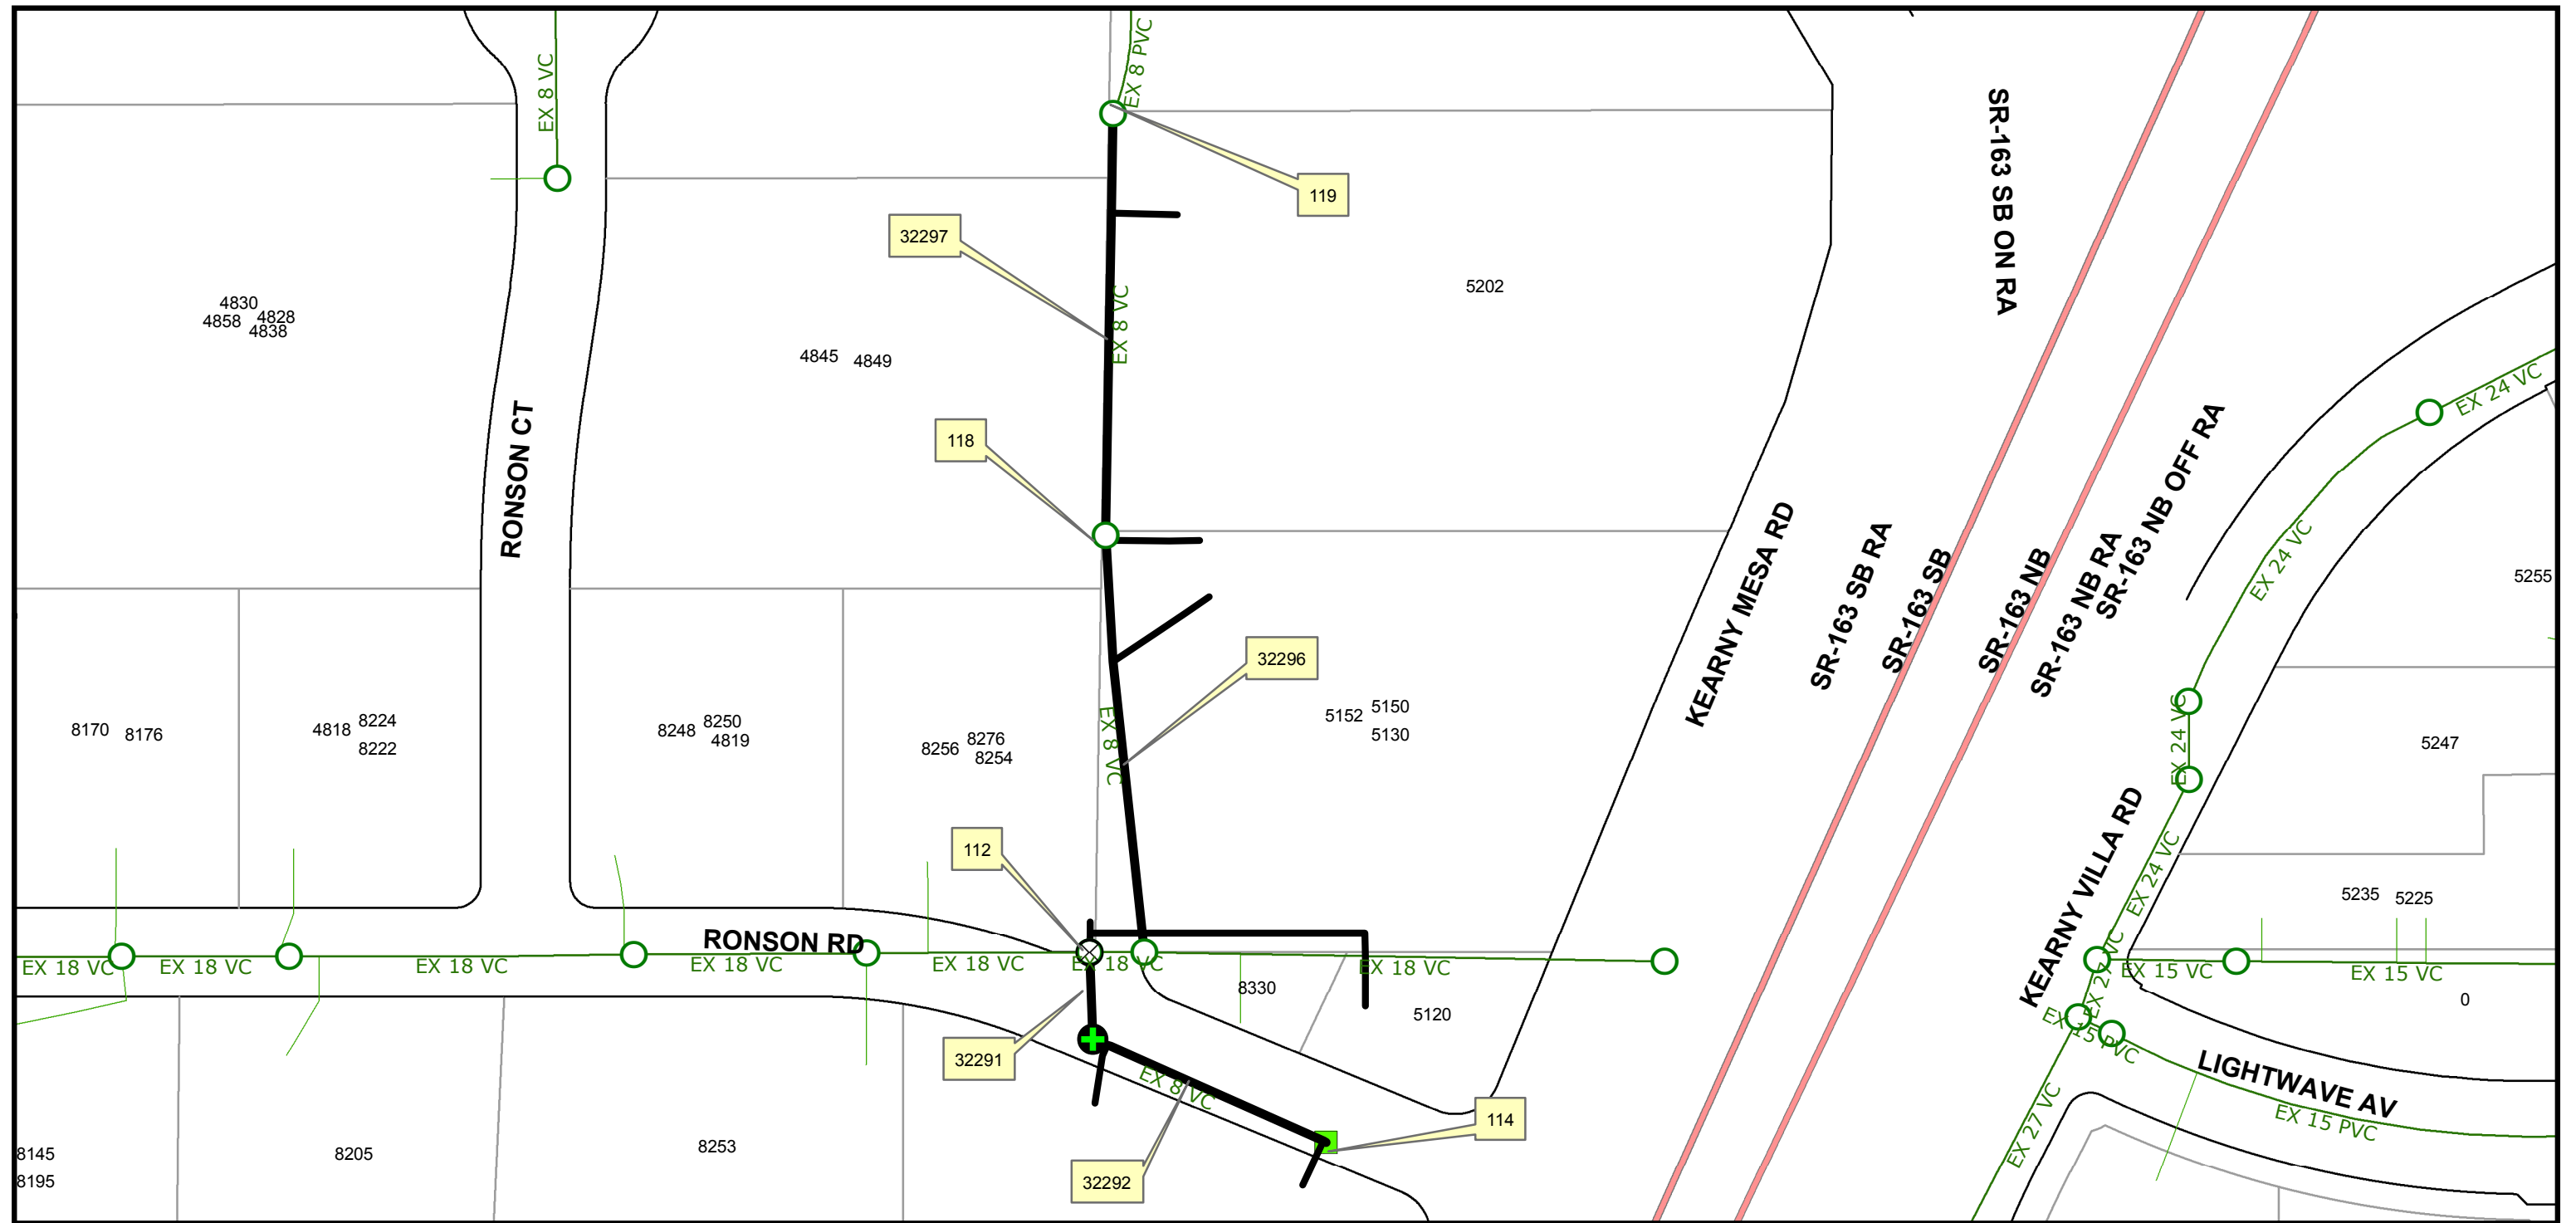 EX 8 VC
EX 8 PVC
119
32297
SR-163 SB ON RA
5202
4830
4828
4858
4838
EX 8 VC
4845 4849
EX 24 VC
RONSON CT
118
KEARNY MESA RD
SR-163 SB RA
SR-163 SB
SR-163 NB
SR-163 NB RA
SR-163 NB OFF RA
EX 24 VC
5255
32296
8170 8176
4818 8224
8222
8248 8250
4819
8256 8276
8254
EX 8 VC
5152 5150
5130
EX 24 VC
5247
112
KEARNY VILLA RD
EX 24 VC
5235 5225
RONSON RD
EX 18 VC
EX 18 VC
EX 18 VC
EX 18 VC
EX 18 VC
EX 18 VC
EX 18 VC
EX 15 VC
EX 15 VC
8330
5120
0
EX 15 PVC
32291
EX 8 VC
114
LIGHTWAVE AV
EX 15 PVC
EX 27 VC
8145
8195
8205
8253
32292